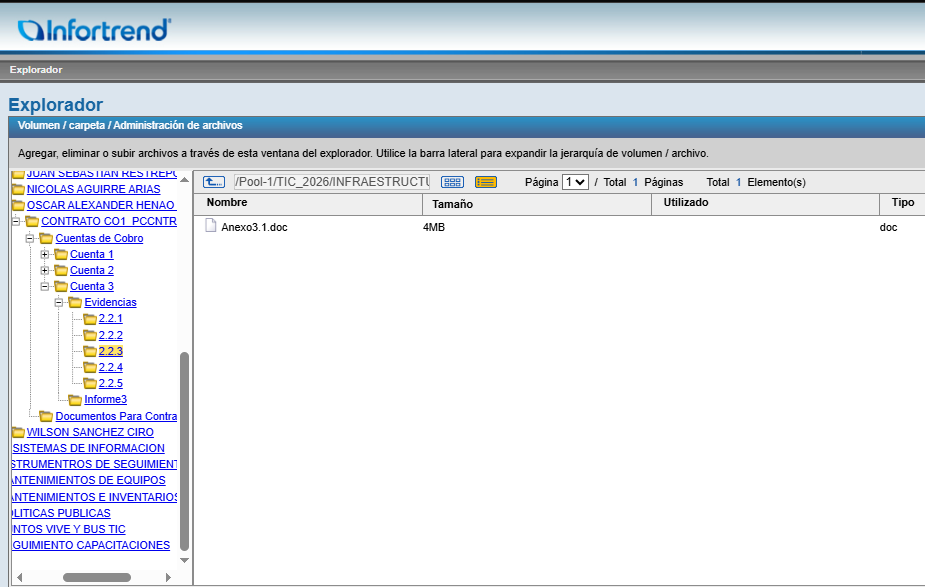 Infortrend
Explorador
Explorador
Volumen / carpeta / Administración de archivos
Agregar, eliminar o subir archivos a través de esta ventana del explorador. Utilice la barra lateral para expandir la jerarquía de volumen / archivo.
JUAN SEBASTIAN RESTREPO
NICOLAS AGUIRRE ARIAS
OSCAR ALEXANDER HENAO
CONTRATO CO1_PCCNTR
Cuentas de Cobro
Cuenta 1
Cuenta 2
Cuenta 3
Evidencias
2.2.1
2.2.2
2.2.3
2.2.4
2.2.5
Informe3
Documentos Para Contra
WILSON SANCHEZ CIRO
SISTEMAS DE INFORMACION
STRUMENTROS DE SEGUIMIENT
ANTENIMIENTOS DE EQUIPOS
ANTENIMIENTOS E INVENTARIOS
LITICAS PUBLICAS
NTOS VIVE Y BUS TIC
GUIMIENTO CAPACITACIONES
/Pool-1/TIC_2026/INFRAESTRUCTU Página 1 / Total 1 Páginas Total 1 Elemento(s)
Nombre Tamaño Utilizado Tipo
Anexo3.1.doc 4MB doc